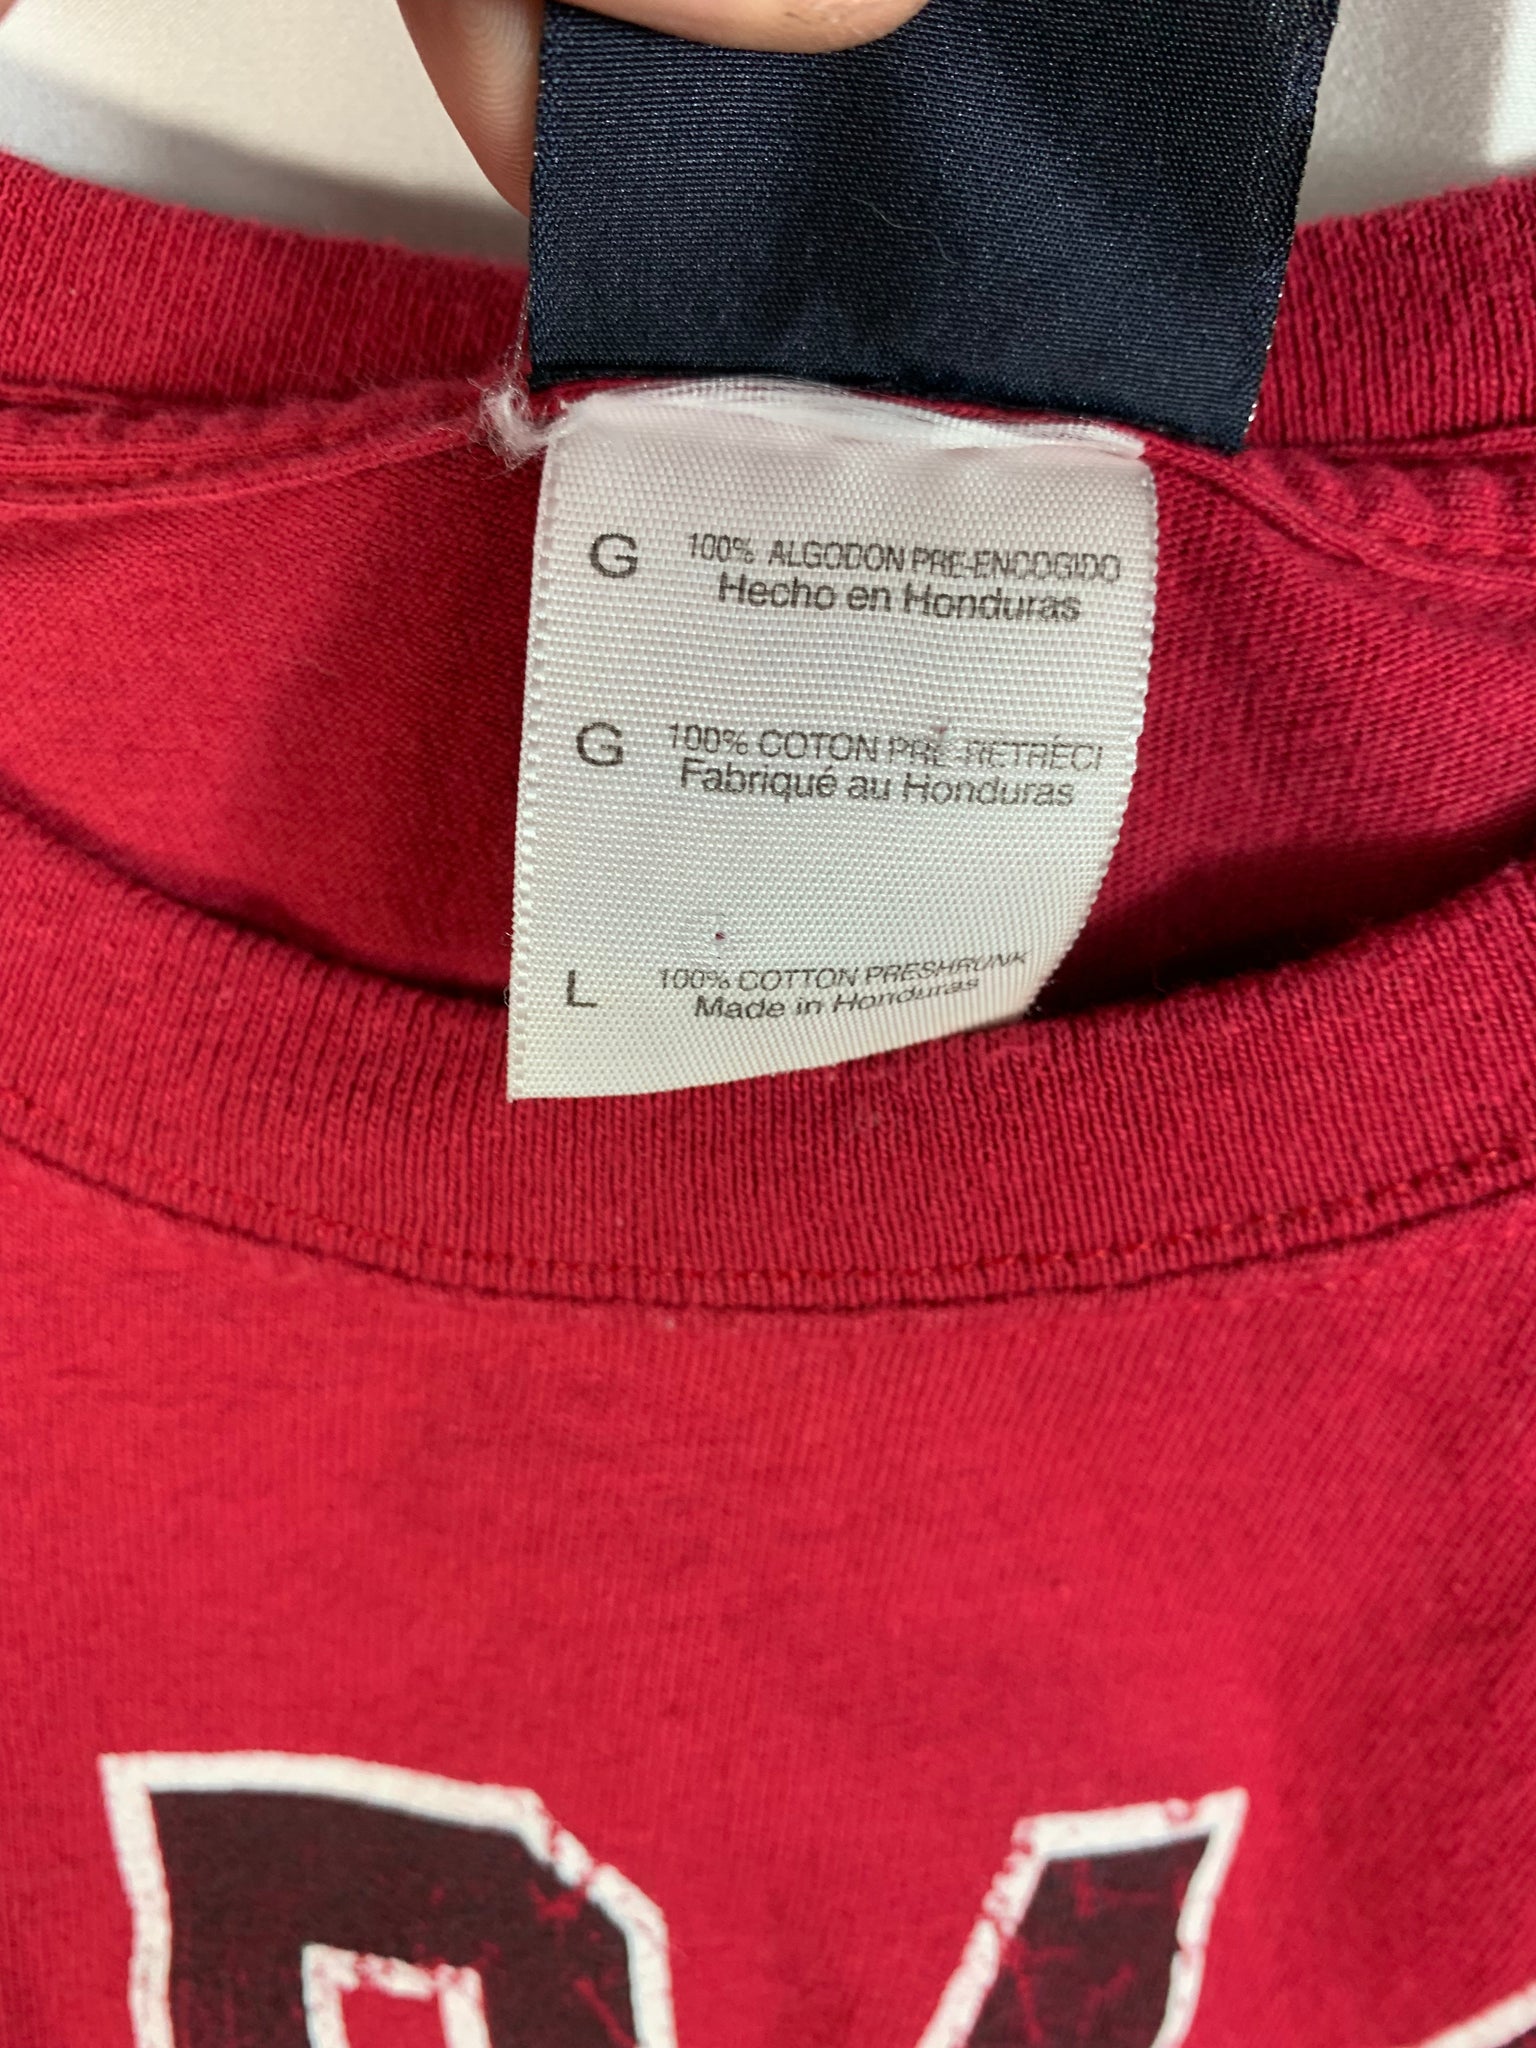 G 100% ALGODON PRE-ENCOGIDO
Hecho en Honduras
G 100% COTON PRÉ-RETRÉCI
Fabriqué au Honduras
L 100% COTTON PRESHRUNK
Made in Honduras